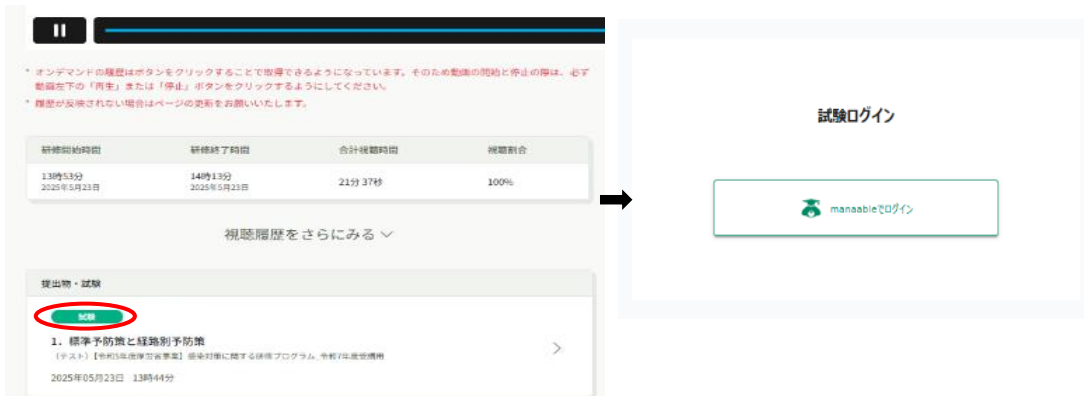 * オンデマンドの履歴はボタンをクリックすることで取得できるようになっています。そのため動画の開始と停止の際は、必ず
動画左下の「再生」または「停止」ボタンをクリックするようにしてください。
* 履歴が反映されない場合はページの更新をお願いいたします。
研修開始時間 研修終了時間 合計視聴時間 視聴割合
13時53分 14時13分 21分 37秒 100%
2025年5月23日 2025年5月23日
視聴履歴をさらにみる
提出物・試験
試験
1. 標準予防策と経路別予防策
(テスト)【令和5年度厚労省事業】感染対策に関する研修プログラム_令和7年度受講用
2025年05月23日 13時44分
試験ログイン
manaableでログイン